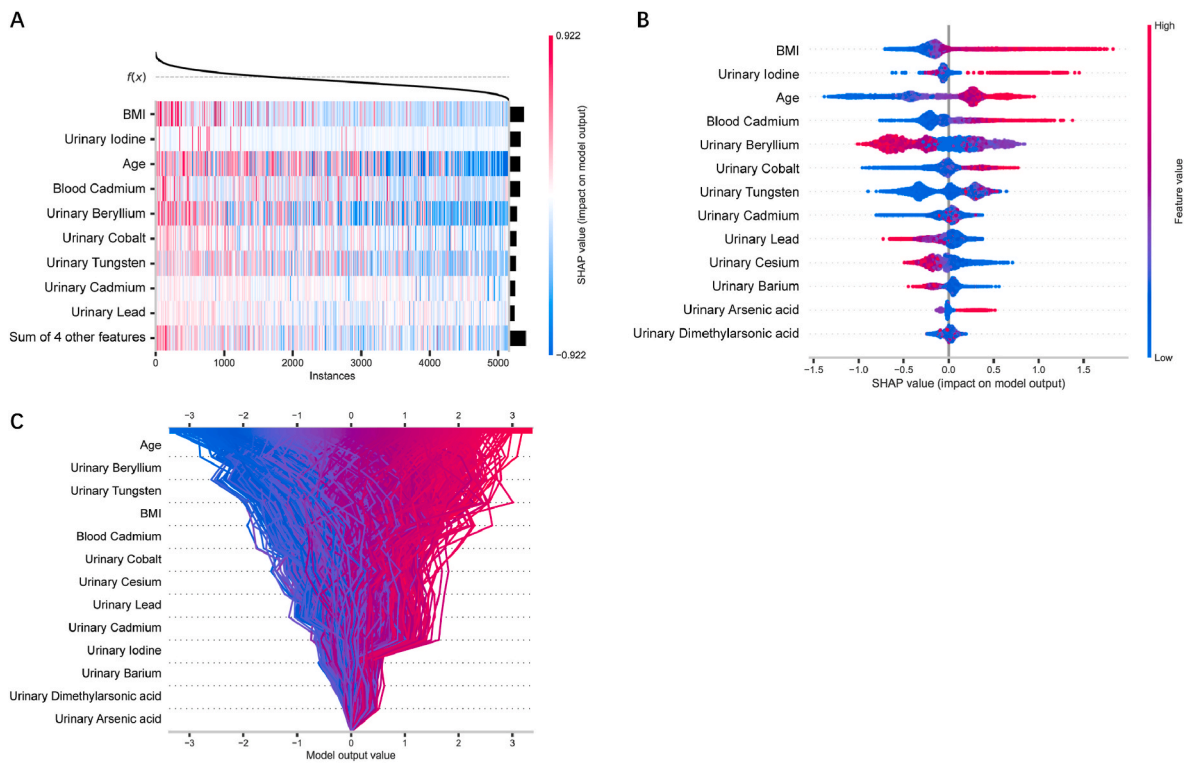 A
f(x)
BMI
Urinary Iodine
Age
Blood Cadmium
Urinary Beryllium
Urinary Cobalt
Urinary Tungsten
Urinary Cadmium
Urinary Lead
Sum of 4 other features
0 1000 2000 3000 4000 5000
Instances
0.922
SHAP value (impact on model output)
−0.922
B
BMI
Urinary Iodine
Age
Blood Cadmium
Urinary Beryllium
Urinary Cobalt
Urinary Tungsten
Urinary Cadmium
Urinary Lead
Urinary Cesium
Urinary Barium
Urinary Arsenic acid
Urinary Dimethylarsonic acid
−1.5 −1.0 −0.5 0.0 0.5 1.0 1.5
SHAP value (impact on model output)
High
Feature value
Low
C
−3 −2 −1 0 1 2 3
Age
Urinary Beryllium
Urinary Tungsten
BMI
Blood Cadmium
Urinary Cobalt
Urinary Cesium
Urinary Lead
Urinary Cadmium
Urinary Iodine
Urinary Barium
Urinary Dimethylarsonic acid
Urinary Arsenic acid
−3 −2 −1 0 1 2 3
Model output value